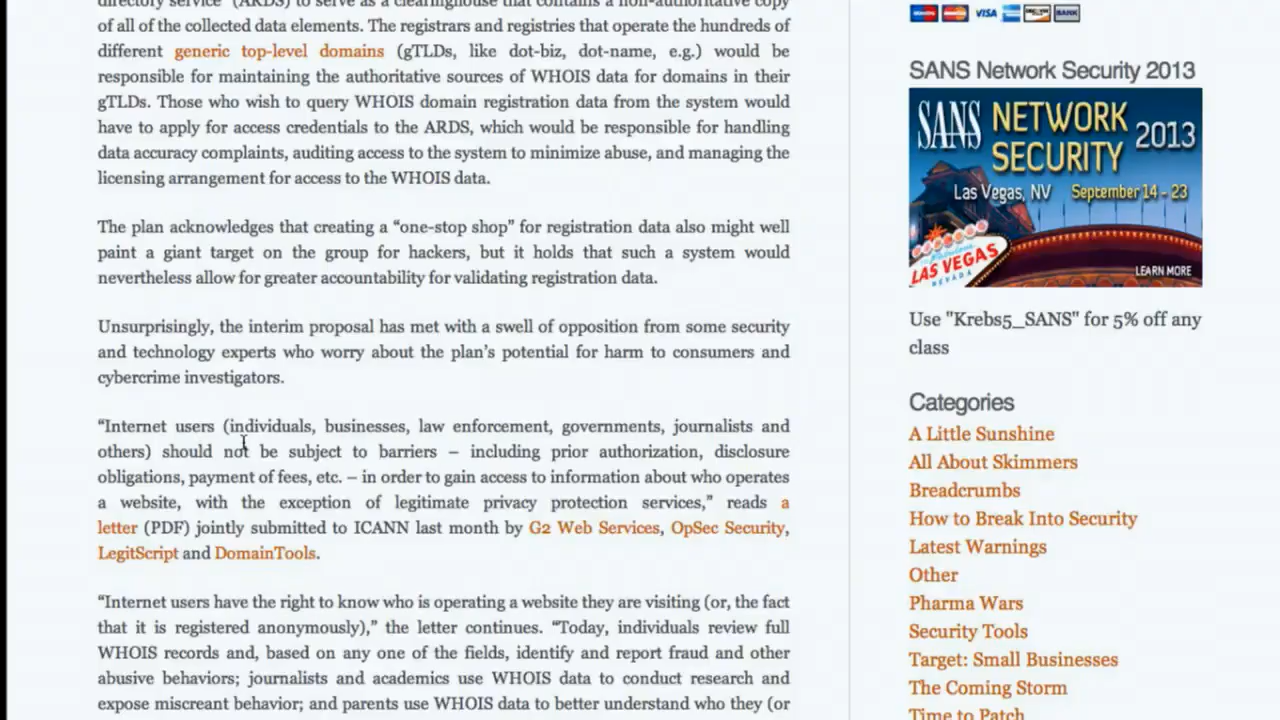 directory service" (ARDS) to serve as a clearinghouse that contains a non-authoritative copy
of all of the collected data elements. The registrars and registries that operate the hundreds of
different generic top-level domains (gTLDs, like dot-biz, dot-name, e.g.) would be
responsible for maintaining the authoritative sources of WHOIS data for domains in their
gTLDs. Those who wish to query WHOIS domain registration data from the system would
have to apply for access credentials to the ARDS, which would be responsible for handling
data accuracy complaints, auditing access to the system to minimize abuse, and managing the
licensing arrangement for access to the WHOIS data.
The plan acknowledges that creating a “one-stop shop” for registration data also might well
paint a giant target on the group for hackers, but it holds that such a system would
nevertheless allow for greater accountability for validating registration data.
Unsurprisingly, the interim proposal has met with a swell of opposition from some security
and technology experts who worry about the plan’s potential for harm to consumers and
cybercrime investigators.
“Internet users (individuals, businesses, law enforcement, governments, journalists and
others) should not be subject to barriers – including prior authorization, disclosure
obligations, payment of fees, etc. – in order to gain access to information about who operates
a website, with the exception of legitimate privacy protection services,” reads a
letter (PDF) jointly submitted to ICANN last month by G2 Web Services, OpSec Security,
LegitScript and DomainTools.
“Internet users have the right to know who is operating a website they are visiting (or, the fact
that it is registered anonymously),” the letter continues. “Today, individuals review full
WHOIS records and, based on any one of the fields, identify and report fraud and other
abusive behaviors; journalists and academics use WHOIS data to conduct research and
expose miscreant behavior; and parents use WHOIS data to better understand who they (or
VISA
BANK
SANS Network Security 2013
SANS NETWORK SECURITY 2013
Las Vegas, NV September 14 - 23
Fabulous
LAS VEGAS
NEVADA
LEARN MORE
Use "Krebs5_SANS" for 5% off any
class
Categories
A Little Sunshine
All About Skimmers
Breadcrumbs
How to Break Into Security
Latest Warnings
Other
Pharma Wars
Security Tools
Target: Small Businesses
The Coming Storm
Time to Patch